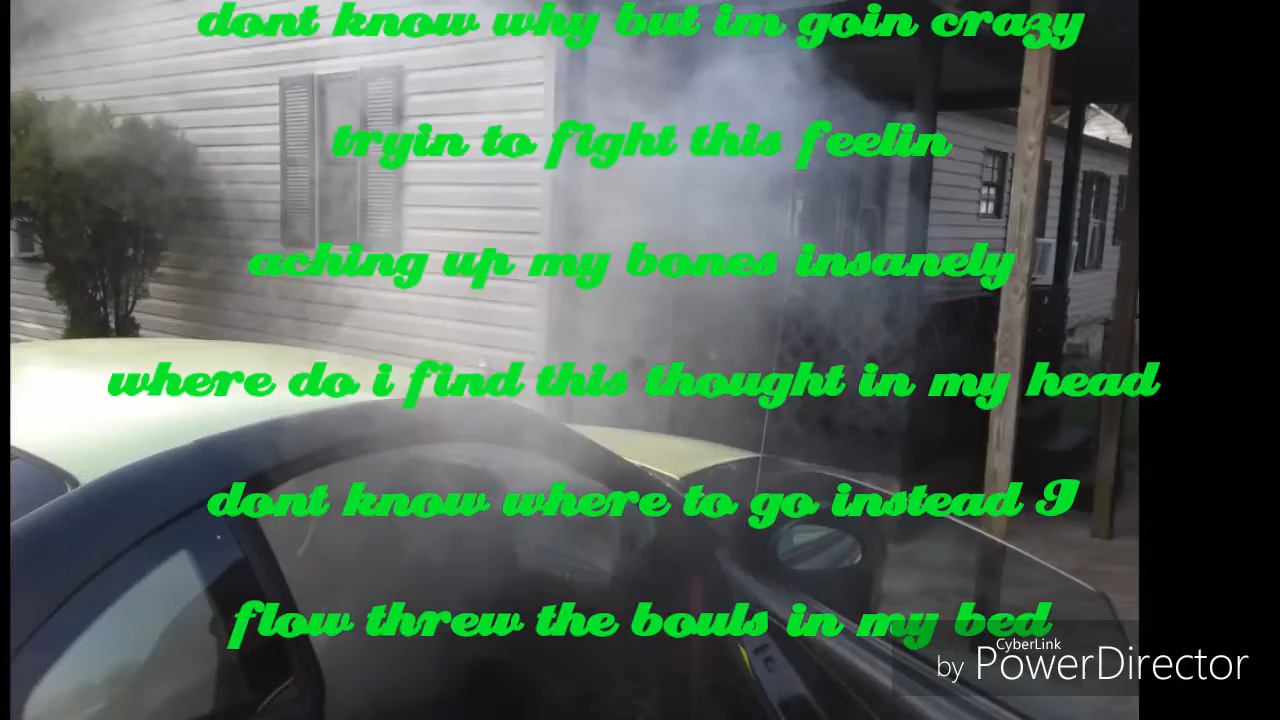 dont know why but im goin crazy
tryin to fight this feelin
aching up my bones insanely
where do i find this thought in my head
dont know where to go instead I
flow threw the bouls in my bed
CyberLink
by PowerDirector